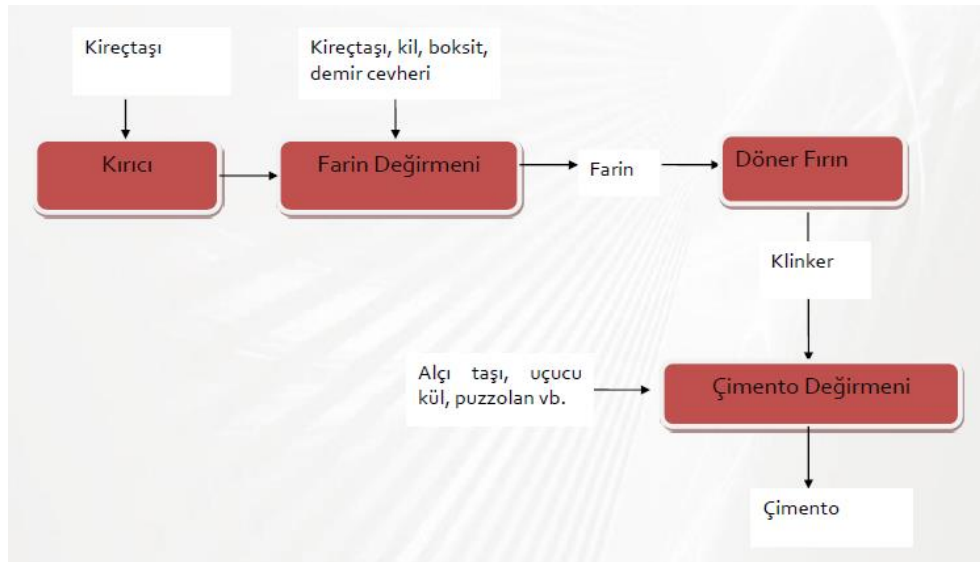 Kireçtaşı
Kireçtaşı, kil, boksit,
demir cevheri
Kırıcı
Farin Değirmeni
Farin
Döner Fırın
Klinker
Alçı taşı, uçucu
kül, puzzolan vb.
Çimento Değirmeni
Çimento